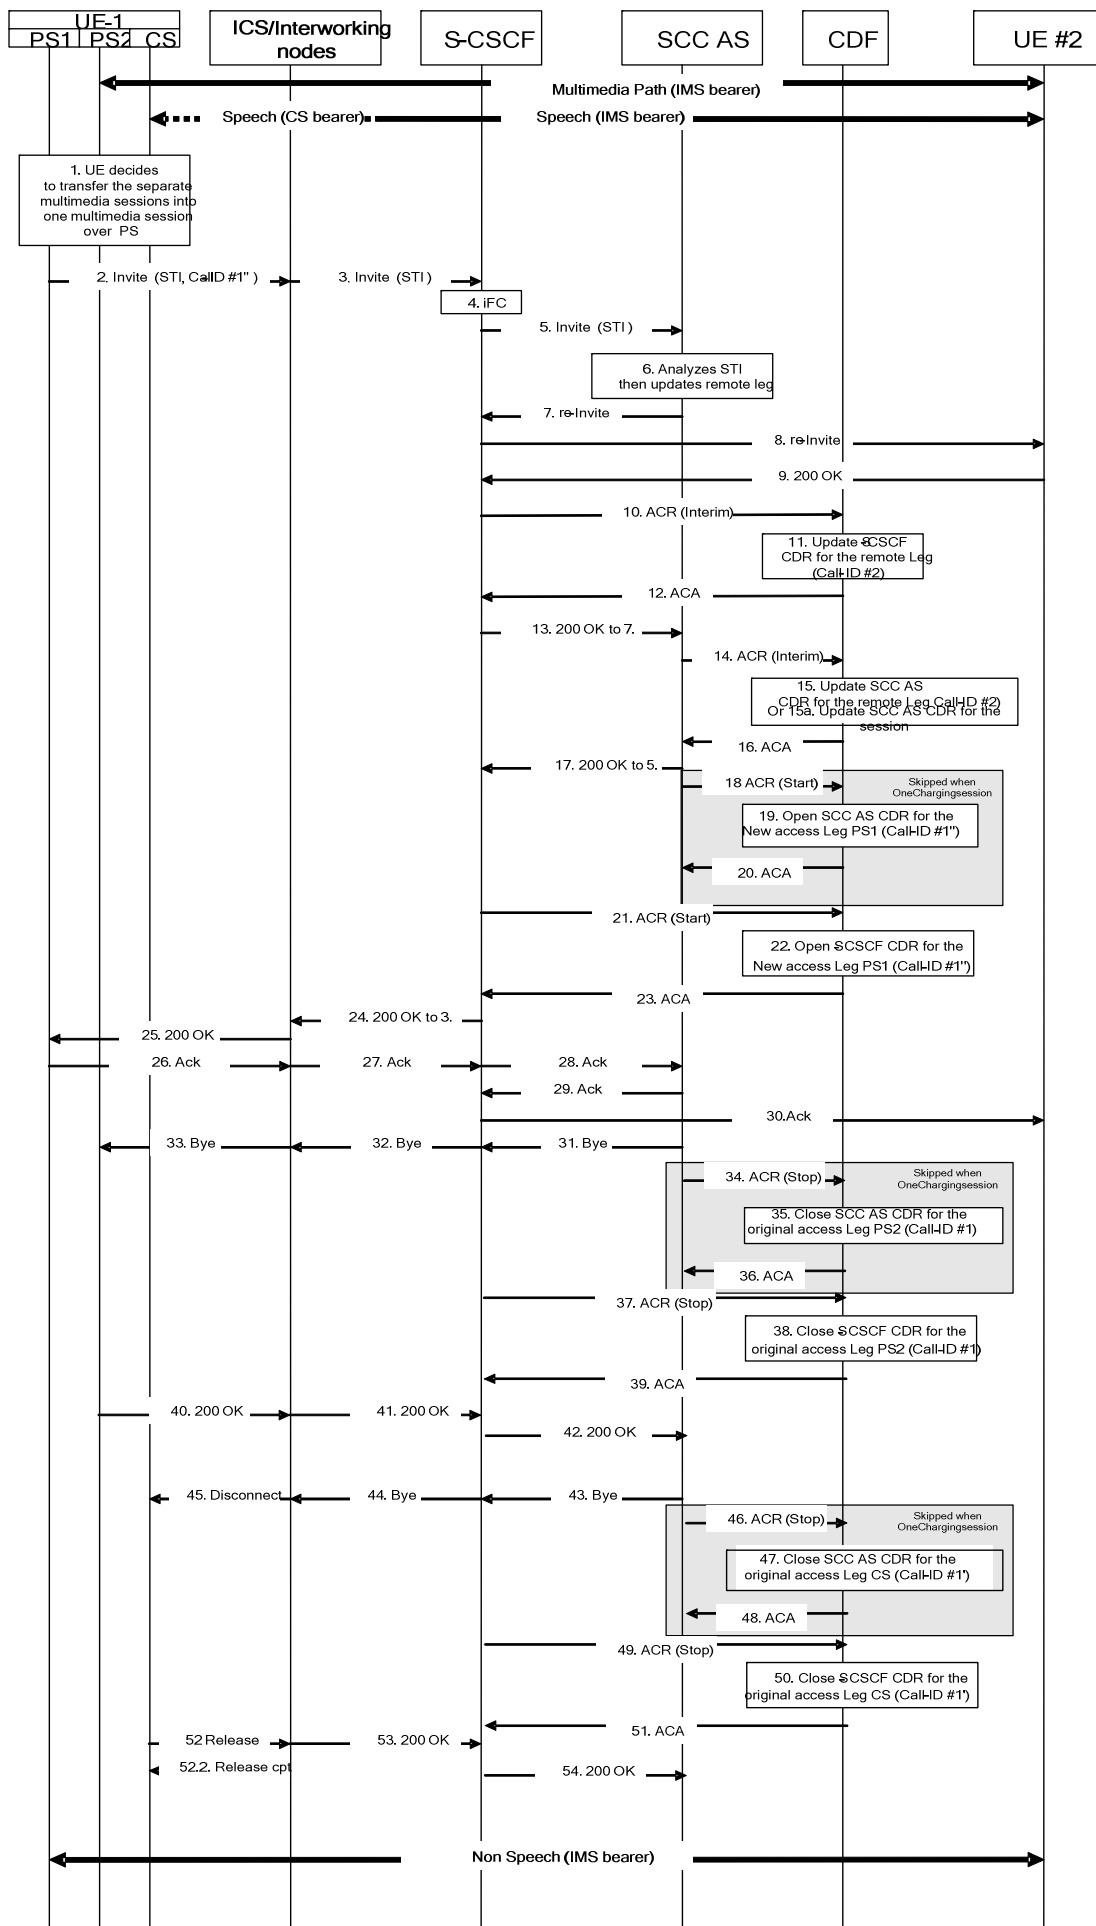 UE-1
PS1 PS2 CS
ICS/Interworking
nodes
S-CSCF
SCC AS
CDF
UE #2
Multimedia Path (IMS bearer)
Speech (CS bearer)
Speech (IMS bearer)
1. UE decides
to transfer the separate
multimedia sessions into
one multimedia session
over PS
2. Invite (STI, Call-ID #1'' )
3. Invite (STI)
4. iFC
5. Invite (STI )
6. Analyzes STI
then updates remote leg
7. re-Invite
8. re-Invite
9. 200 OK
10. ACR (Interim)
11. Update S-CSCF
CDR for the remote Leg
(Call-ID #2)
12. ACA
13. 200 OK to 7.
14. ACR (Interim)
15. Update SCC AS
CDR for the remote Leg Call-ID #2)
Or 15a. Update SCC AS CDR for the
session
16. ACA
17. 200 OK to 5.
18 ACR (Start)
Skipped when
OneChargingsession
19. Open SCC AS CDR for the
New access Leg PS1 (Call-ID #1'')
20. ACA
21. ACR (Start)
22. Open S-CSCF CDR for the
New access Leg PS1 (Call-ID #1'')
23. ACA
24. 200 OK to 3.
25. 200 OK
26. Ack
27. Ack
28. Ack
29. Ack
30.Ack
33. Bye
32. Bye
31. Bye
34. ACR (Stop)
Skipped when
OneChargingsession
35. Close SCC AS CDR for the
original access Leg PS2 (Call-ID #1)
36. ACA
37. ACR (Stop)
38. Close S-CSCF CDR for the
original access Leg PS2 (Call-ID #1)
39. ACA
40. 200 OK
41. 200 OK
42. 200 OK
45. Disconnect
44. Bye
43. Bye
46. ACR (Stop)
Skipped when
OneChargingsession
47. Close SCC AS CDR for the
original access Leg CS (Call-ID #1')
48. ACA
49. ACR (Stop)
50. Close S-CSCF CDR for the
original access Leg CS (Call-ID #1')
51. ACA
52 Release
53. 200 OK
52.2. Release cpt
54. 200 OK
Non Speech (IMS bearer)